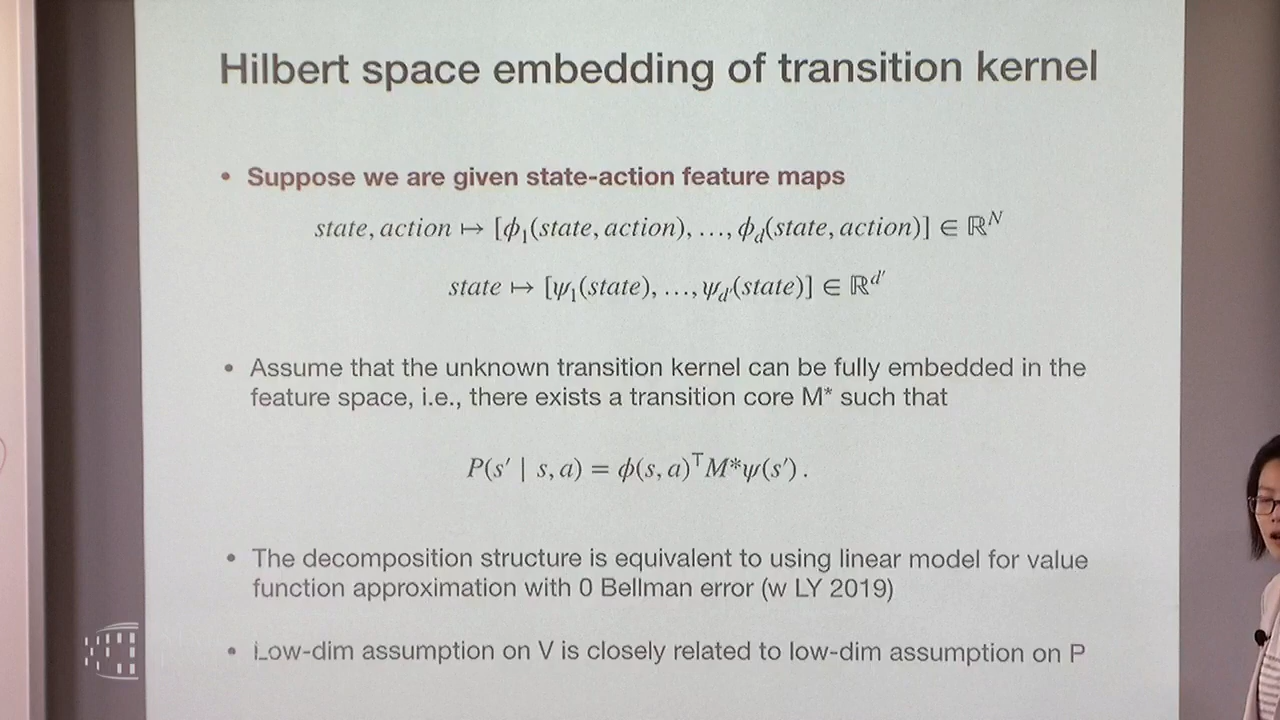 Hilbert space embedding of transition kernel
• Suppose we are given state-action feature maps
state, action ↦ [ϕ₁(state, action), …, ϕ_d(state, action)] ∈ ℝ^N
state ↦ [ψ₁(state), …, ψ_d′(state)] ∈ ℝ^d′
• Assume that the unknown transition kernel can be fully embedded in the
feature space, i.e., there exists a transition core M* such that
P(s′ | s, a) = ϕ(s, a)^⊤M*ψ(s′) .
• The decomposition structure is equivalent to using linear model for value
function approximation with 0 Bellman error (w LY 2019)
• Low-dim assumption on V is closely related to low-dim assumption on P